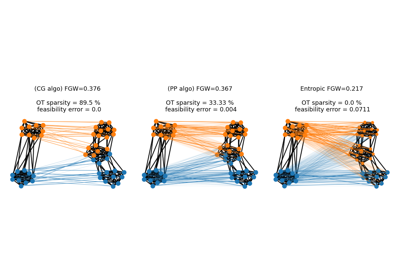 (CG algo) FGW=0.376
OT sparsity = 89.5 %
feasibility error = 0.0
(PP algo) FGW=0.367
OT sparsity = 33.33 %
feasibility error = 0.004
Entropic FGW=0.217
OT sparsity = 0.0 %
feasibility error = 0.0711